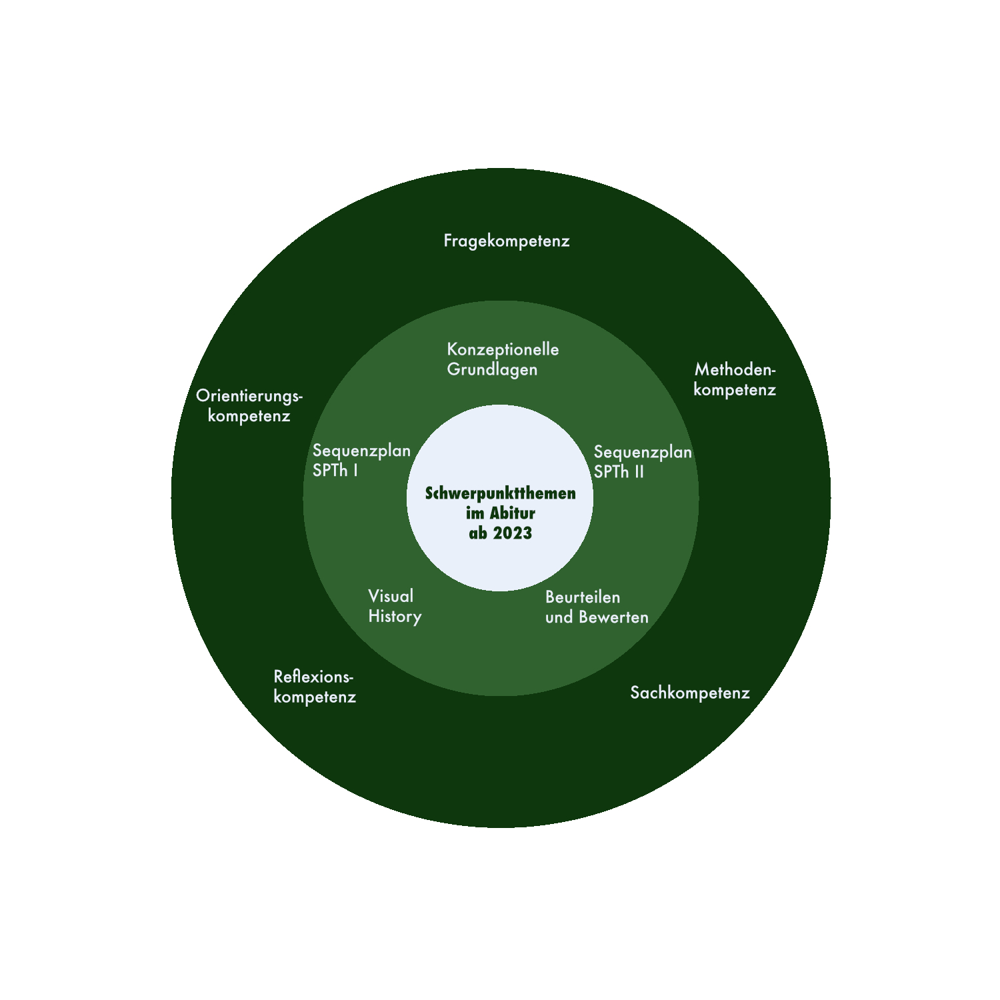 Fragekompetenz
Konzeptionelle
Grundlagen
Methoden-
kompetenz
Orientierungs-
kompetenz
Sequenzplan
SPTh I
Sequenzplan
SPTh II
Schwerpunktthemen
im Abitur
ab 2023
Visual
History
Beurteilen
und Bewerten
Reflexions-
kompetenz
Sachkompetenz